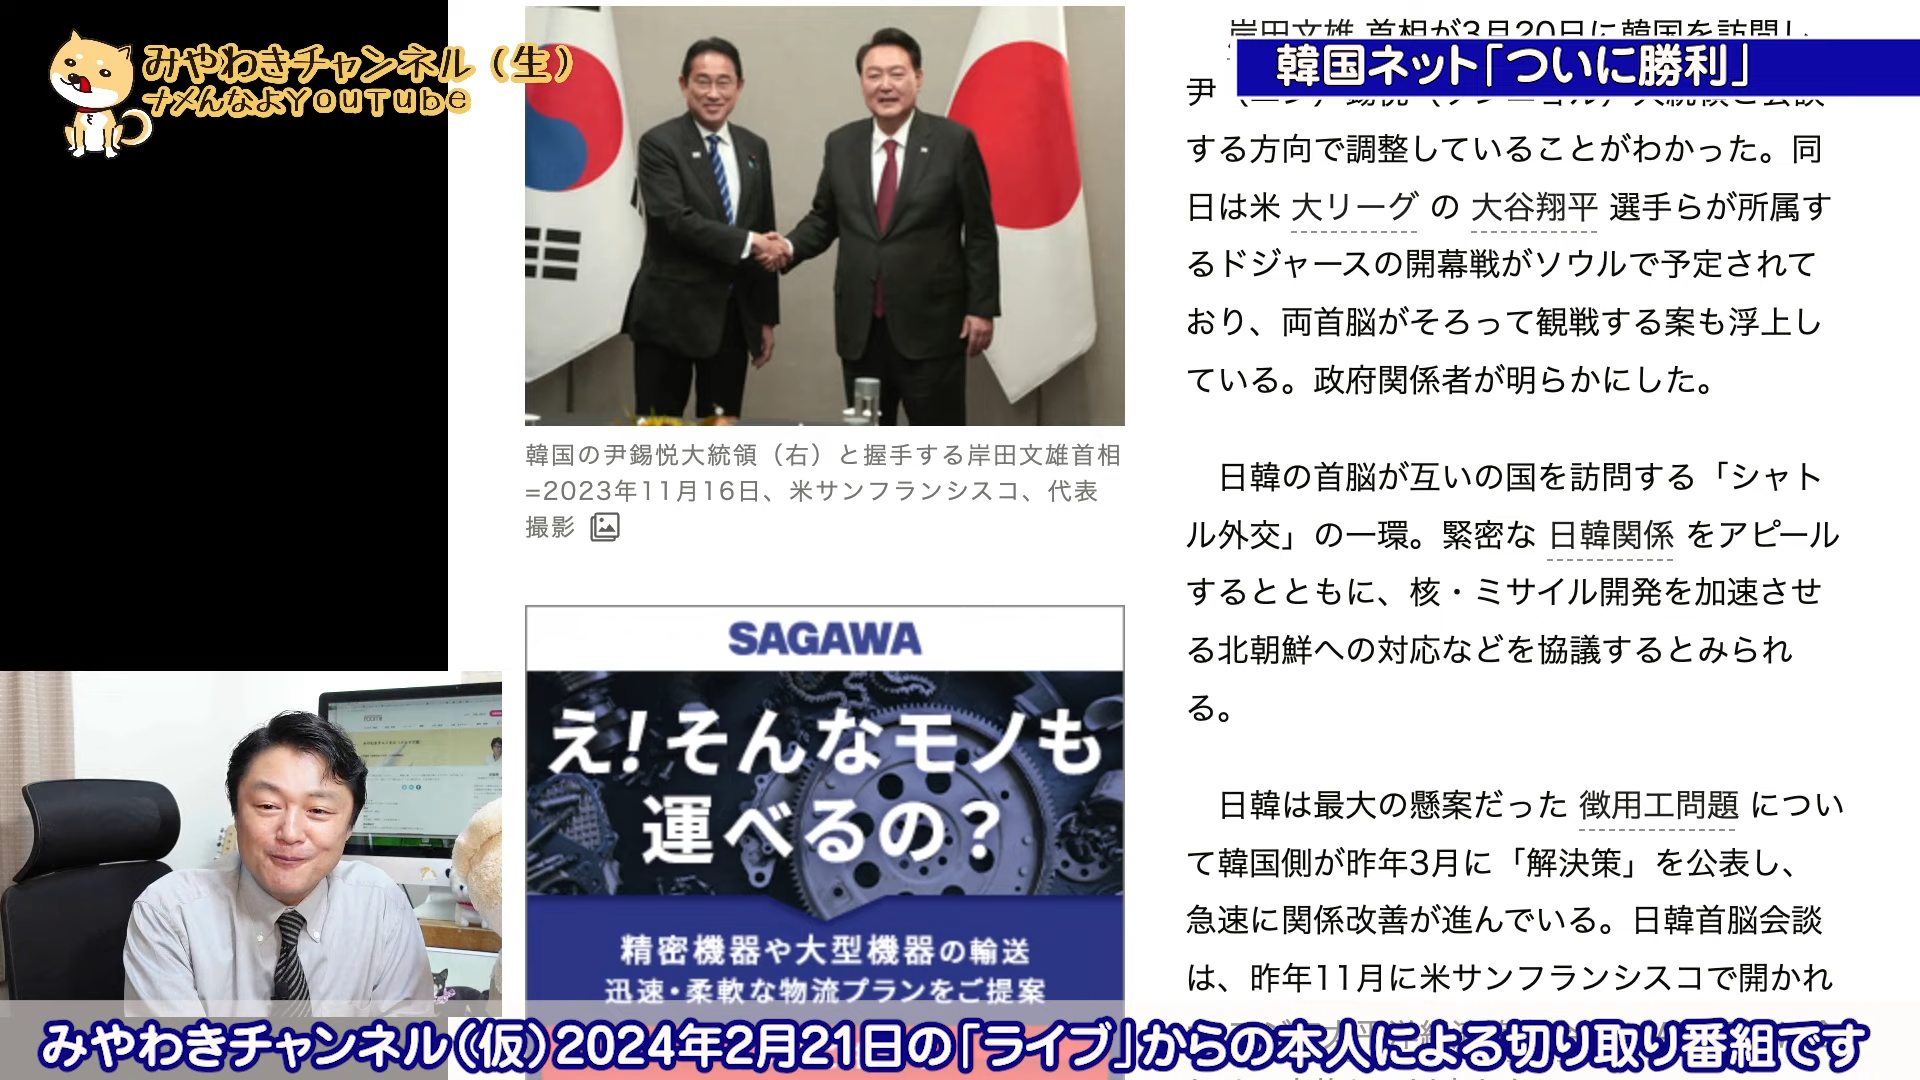 みやわきチャンネル（生）
ナメんなよYouTube
韓国ネット「ついに勝利」
岸田文雄 首相が3月20日に韓国を訪問し、
する方向で調整していることがわかった。同
日は米 大リーグ の 大谷翔平 選手らが所属す
るドジャースの開幕戦がソウルで予定されて
おり、両首脳がそろって観戦する案も浮上し
ている。政府関係者が明らかにした。
日韓の首脳が互いの国を訪問する「シャト
ル外交」の一環。緊密な 日韓関係 をアピール
するとともに、核・ミサイル開発を加速させ
る北朝鮮への対応などを協議するとみられ
る。
日韓は最大の懸案だった 徴用工問題 につい
て韓国側が昨年3月に「解決策」を公表し、
急速に関係改善が進んでいる。日韓首脳会談
は、昨年11月に米サンフランシスコで開かれ
韓国の尹錫悦大統領（右）と握手する岸田文雄首相
=2023年11月16日、米サンフランシスコ、代表
撮影
SAGAWA
え!そんなモノも
運べるの?
精密機器や大型機器の輸送
迅速・柔軟な物流プランをご提案
みやわきチャンネル（仮）2024年2月21日の「ライブ」からの本人による切り取り番組です